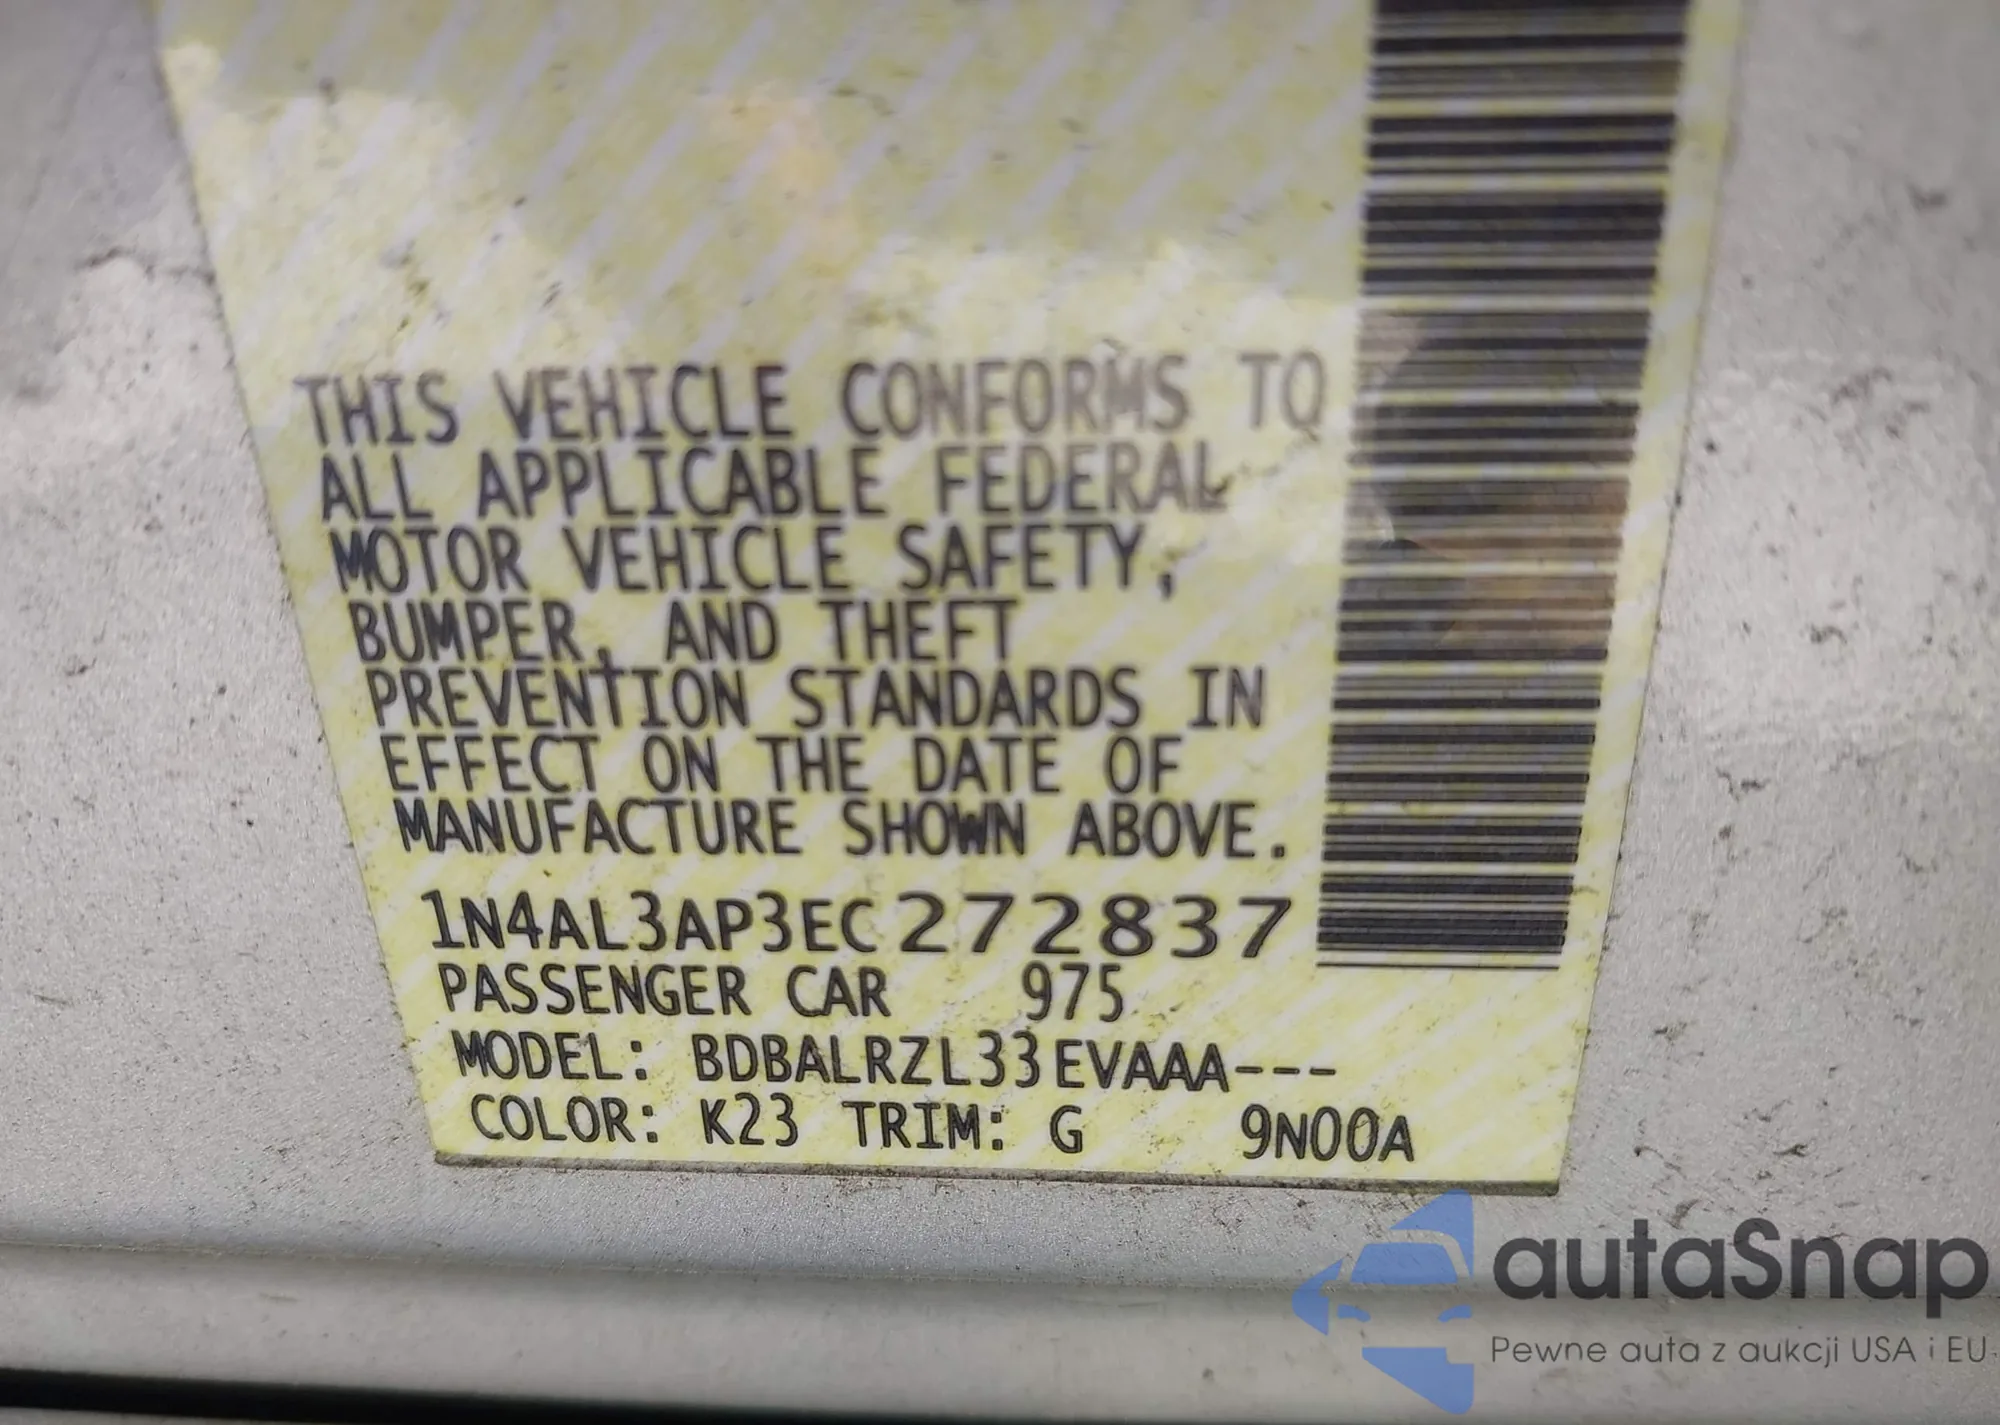 THIS VEHICLE CONFORMS TO
ALL APPLICABLE FEDERAL
MOTOR VEHICLE SAFETY,
BUMPER, AND THEFT
PREVENTION STANDARDS IN
EFFECT ON THE DATE OF
MANUFACTURE SHOWN ABOVE.
1N4AL3AP3EC272837
PASSENGER CAR 975
MODEL: BDBALRZL33EVAAA---
COLOR: K23 TRIM: G 9N00A
autaSnap
Pewne auta z aukcji USA i EU